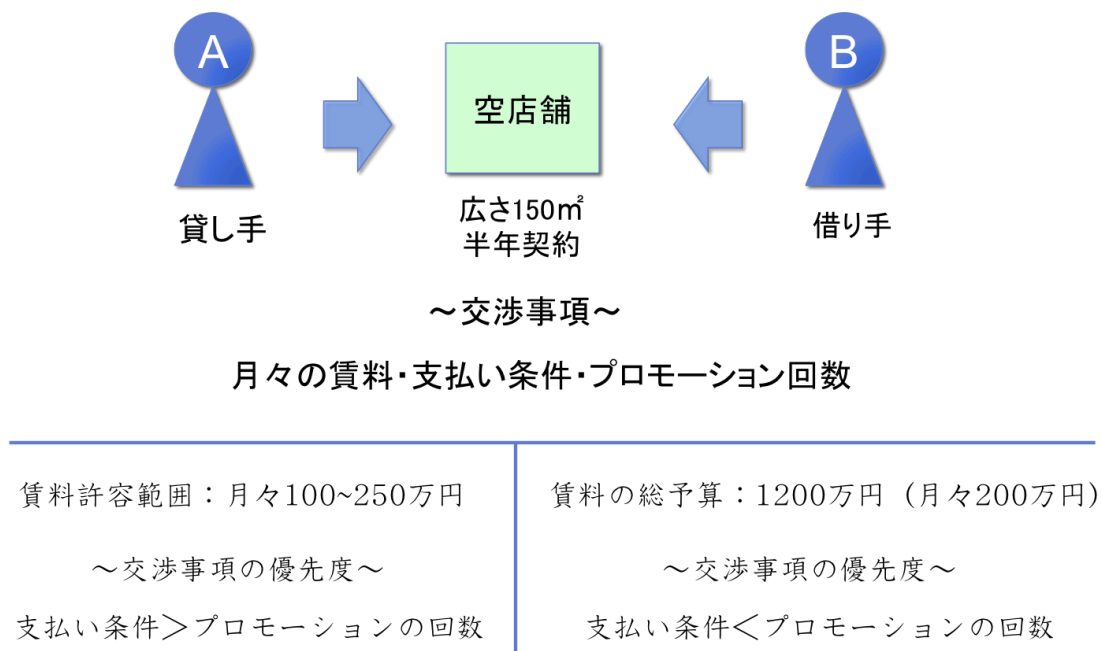 A
B
空店舗
貸し手
広さ150㎡
半年契約
借り手
～交渉事項～
月々の賃料・支払い条件・プロモーション回数
賃料許容範囲：月々100~250万円
～交渉事項の優先度～
支払い条件＞プロモーションの回数
賃料の総予算：1200万円（月々200万円）
～交渉事項の優先度～
支払い条件＜プロモーションの回数